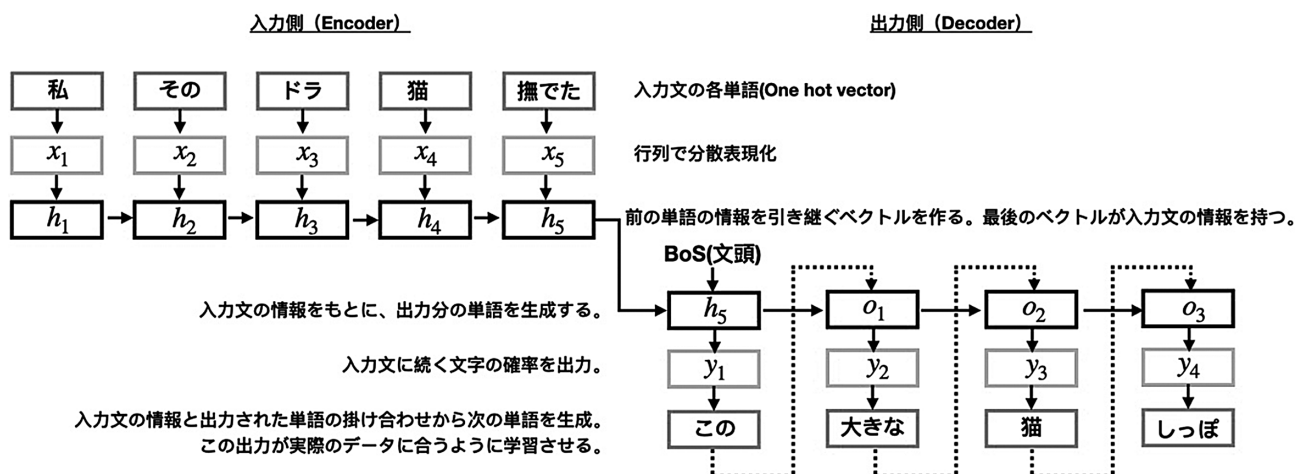 入力側（Encoder）
出力側（Decoder）
私 その ドラ 猫 撫でた 入力文の各単語(One hot vector)
x1 x2 x3 x4 x5 行列で分散表現化
h1 h2 h3 h4 h5 前の単語の情報を引き継ぐベクトルを作る。最後のベクトルが入力文の情報を持つ。
BoS(文頭)
入力文の情報をもとに、出力分の単語を生成する。 h5 o1 o2 o3
入力文に続く文字の確率を出力。 y1 y2 y3 y4
入力文の情報と出力された単語の掛け合わせから次の単語を生成。
この 大きな 猫 しっぽ
この出力が実際のデータに合うように学習させる。